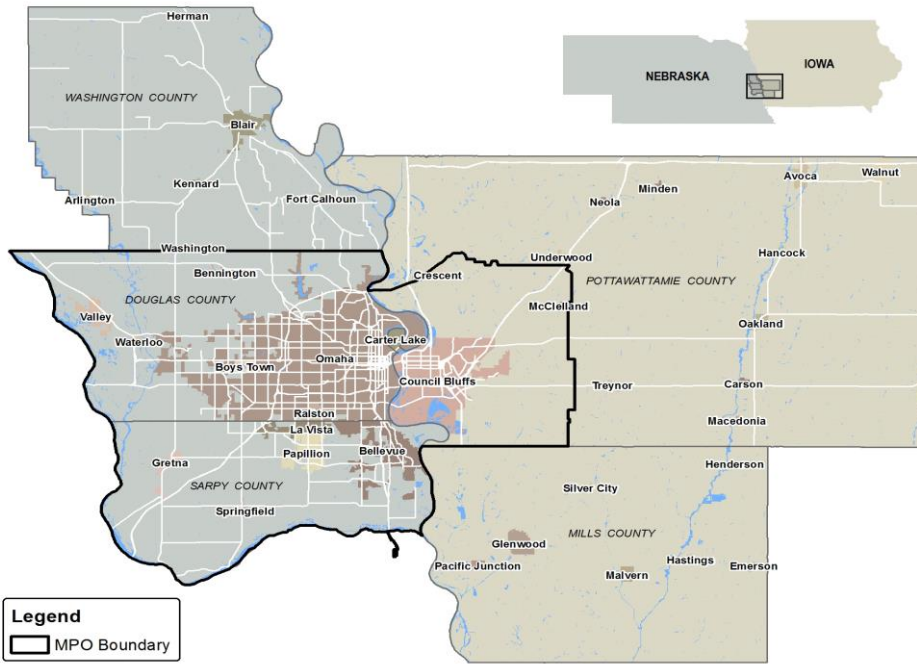 Herman
WASHINGTON COUNTY
NEBRASKA
IOWA
Blair
Kennard
Arlington
Fort Calhoun
Minden
Neola
Avoca
Walnut
Washington
Bennington
Crescent
Underwood
Hancock
DOUGLAS COUNTY
POTTAWATTAMIE COUNTY
Valley
McClelland
Waterloo
Carter Lake
Oakland
Boys Town
Omaha
Council Bluffs
Treynor
Carson
Ralston
La Vista
Macedonia
Papillion
Bellevue
Gretna
Henderson
SARPY COUNTY
Silver City
Springfield
Glenwood
MILLS COUNTY
Pacific Junction
Malvern
Hastings
Emerson
Legend
MPO Boundary